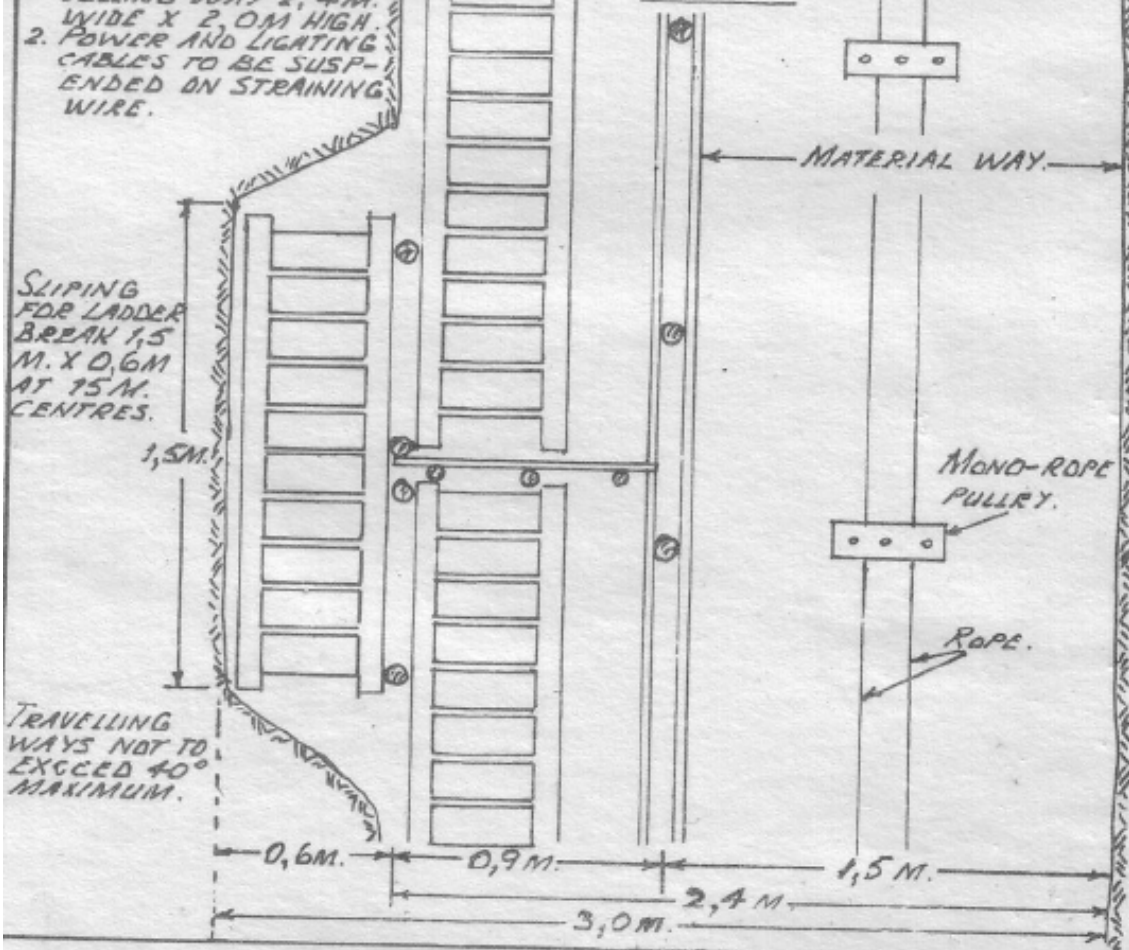 WIDE X 2,0M HIGH.
2. POWER AND LIGHTING
CABLES TO BE SUSP-
ENDED ON STRAINING
WIRE.
MATERIAL WAY.
SLIPING
FOR LADDER
BREAK 1,5
M. X 0,6M
AT 15M.
CENTRES.
1,5M.
MONO-ROPE
PULLEY.
ROPE.
TRAVELLING
WAYS NOT TO
EXCEED 40°
MAXIMUM.
0,6M.
0,9M.
1,5M.
2,4M.
3,0M.